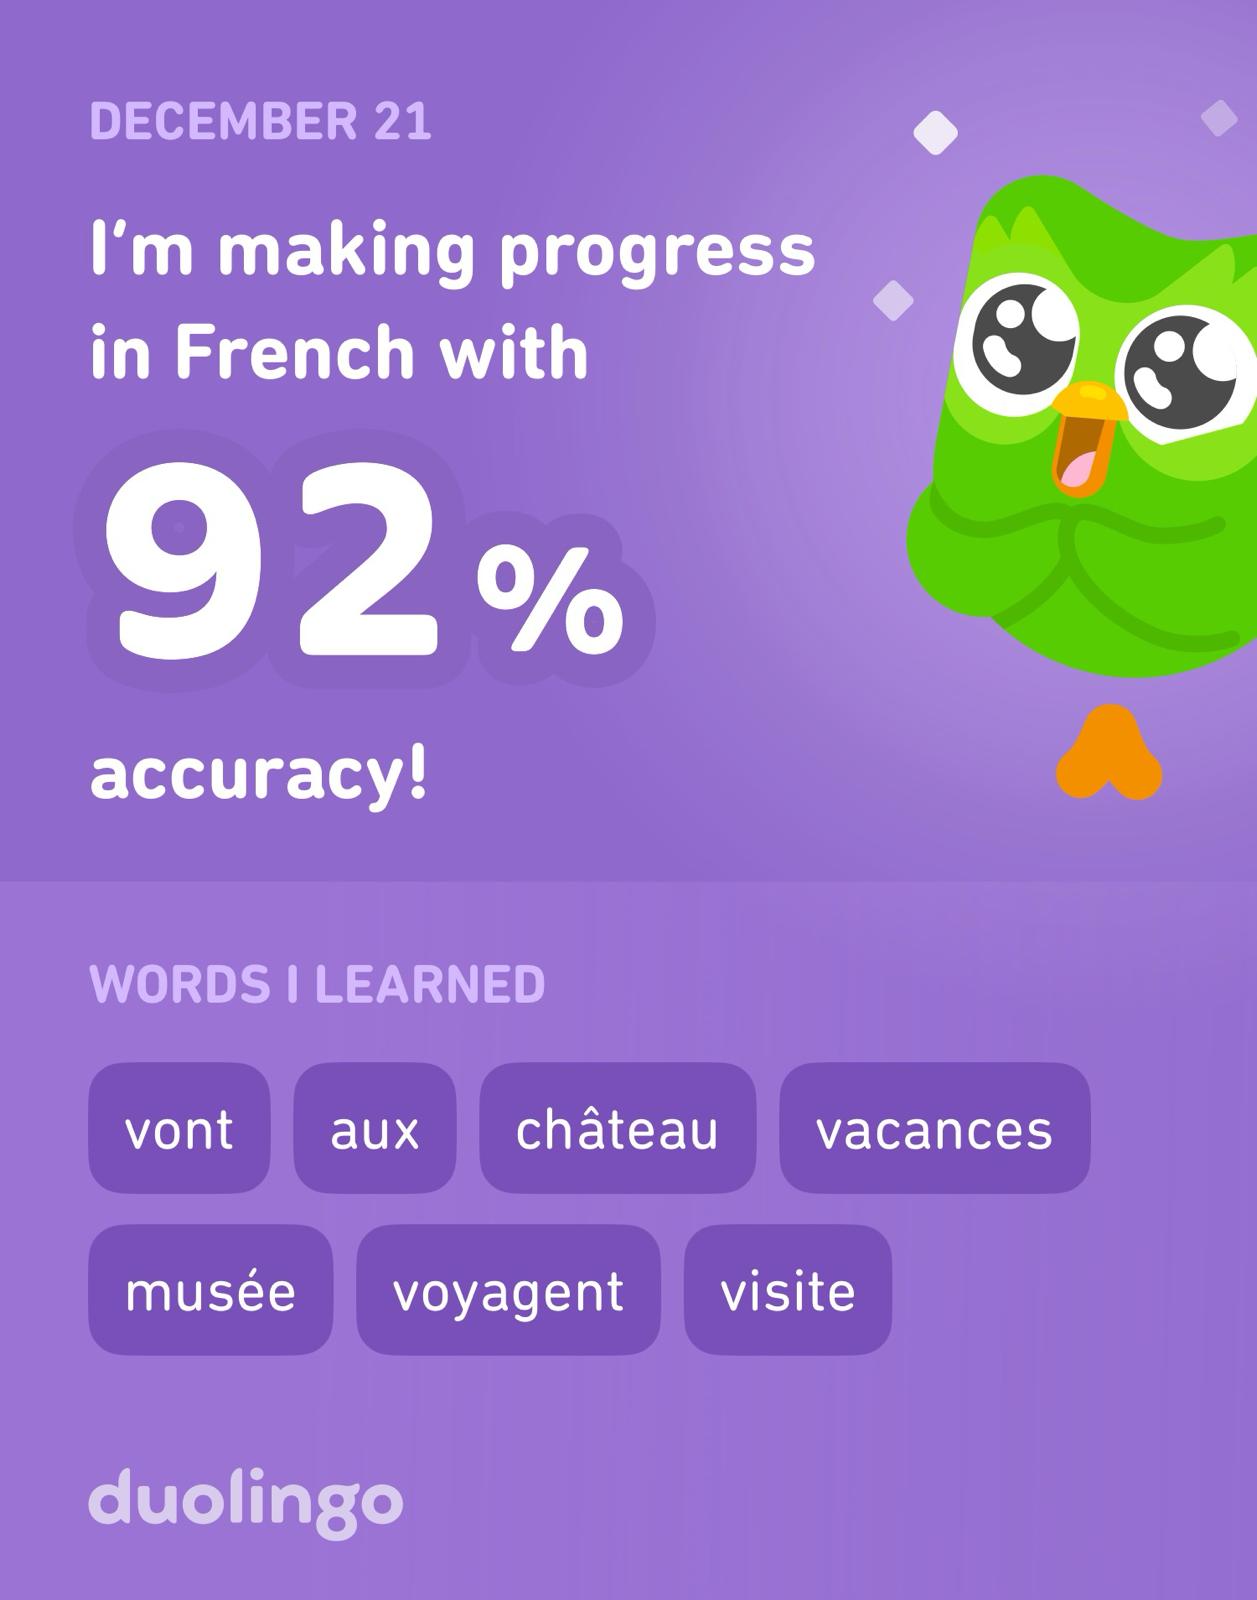 DECEMBER 21
I’m making progress
in French with
92%
accuracy!
WORDS I LEARNED
vont aux château vacances
musée voyagent visite
duolingo